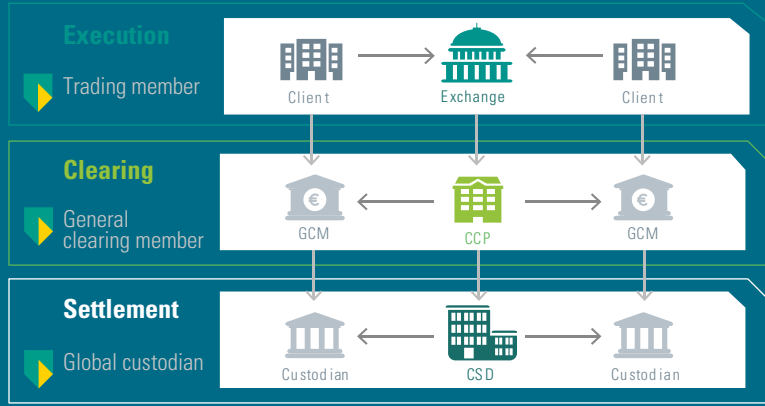 Execution
Trading member
Client
Exchange
Client
Clearing
General
clearing member
€
GCM
CCP
€
GCM
Settlement
Global custodian
Custodian
CSD
Custodian